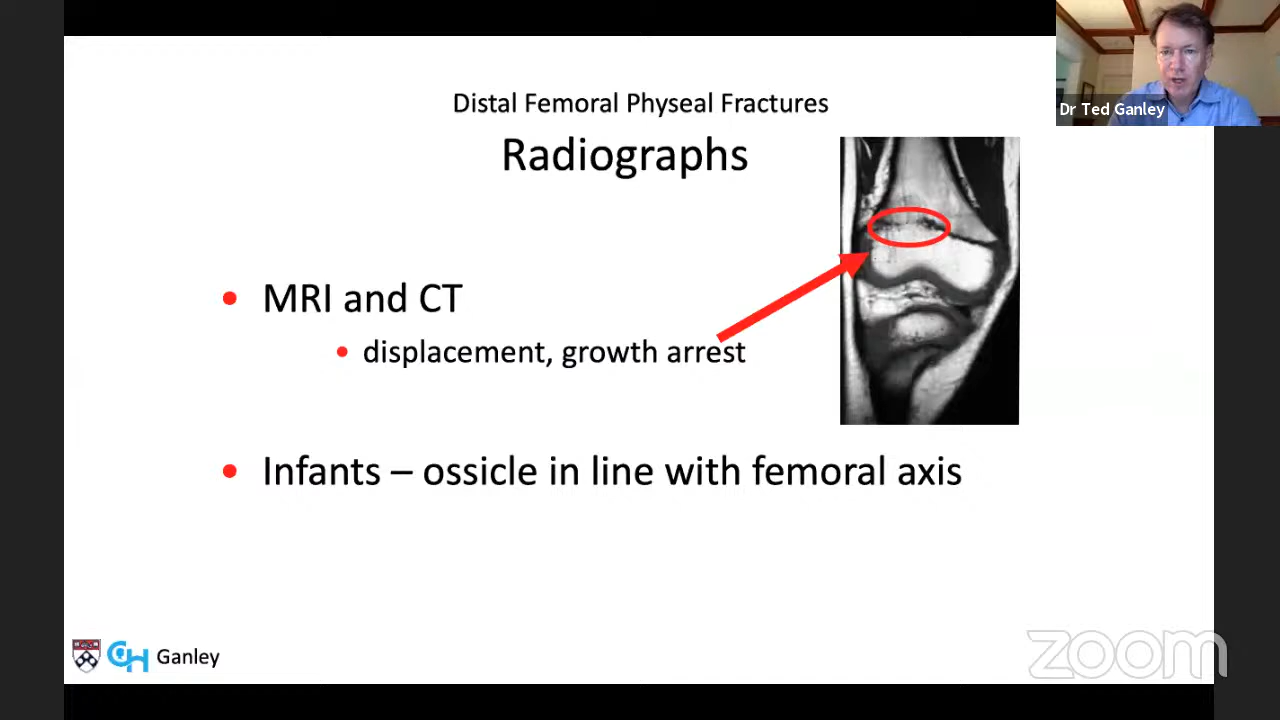 Dr Ted Ganley
Distal Femoral Physeal Fractures
Radiographs
• MRI and CT
• displacement, growth arrest
• Infants – ossicle in line with femoral axis
CH Ganley
zoom